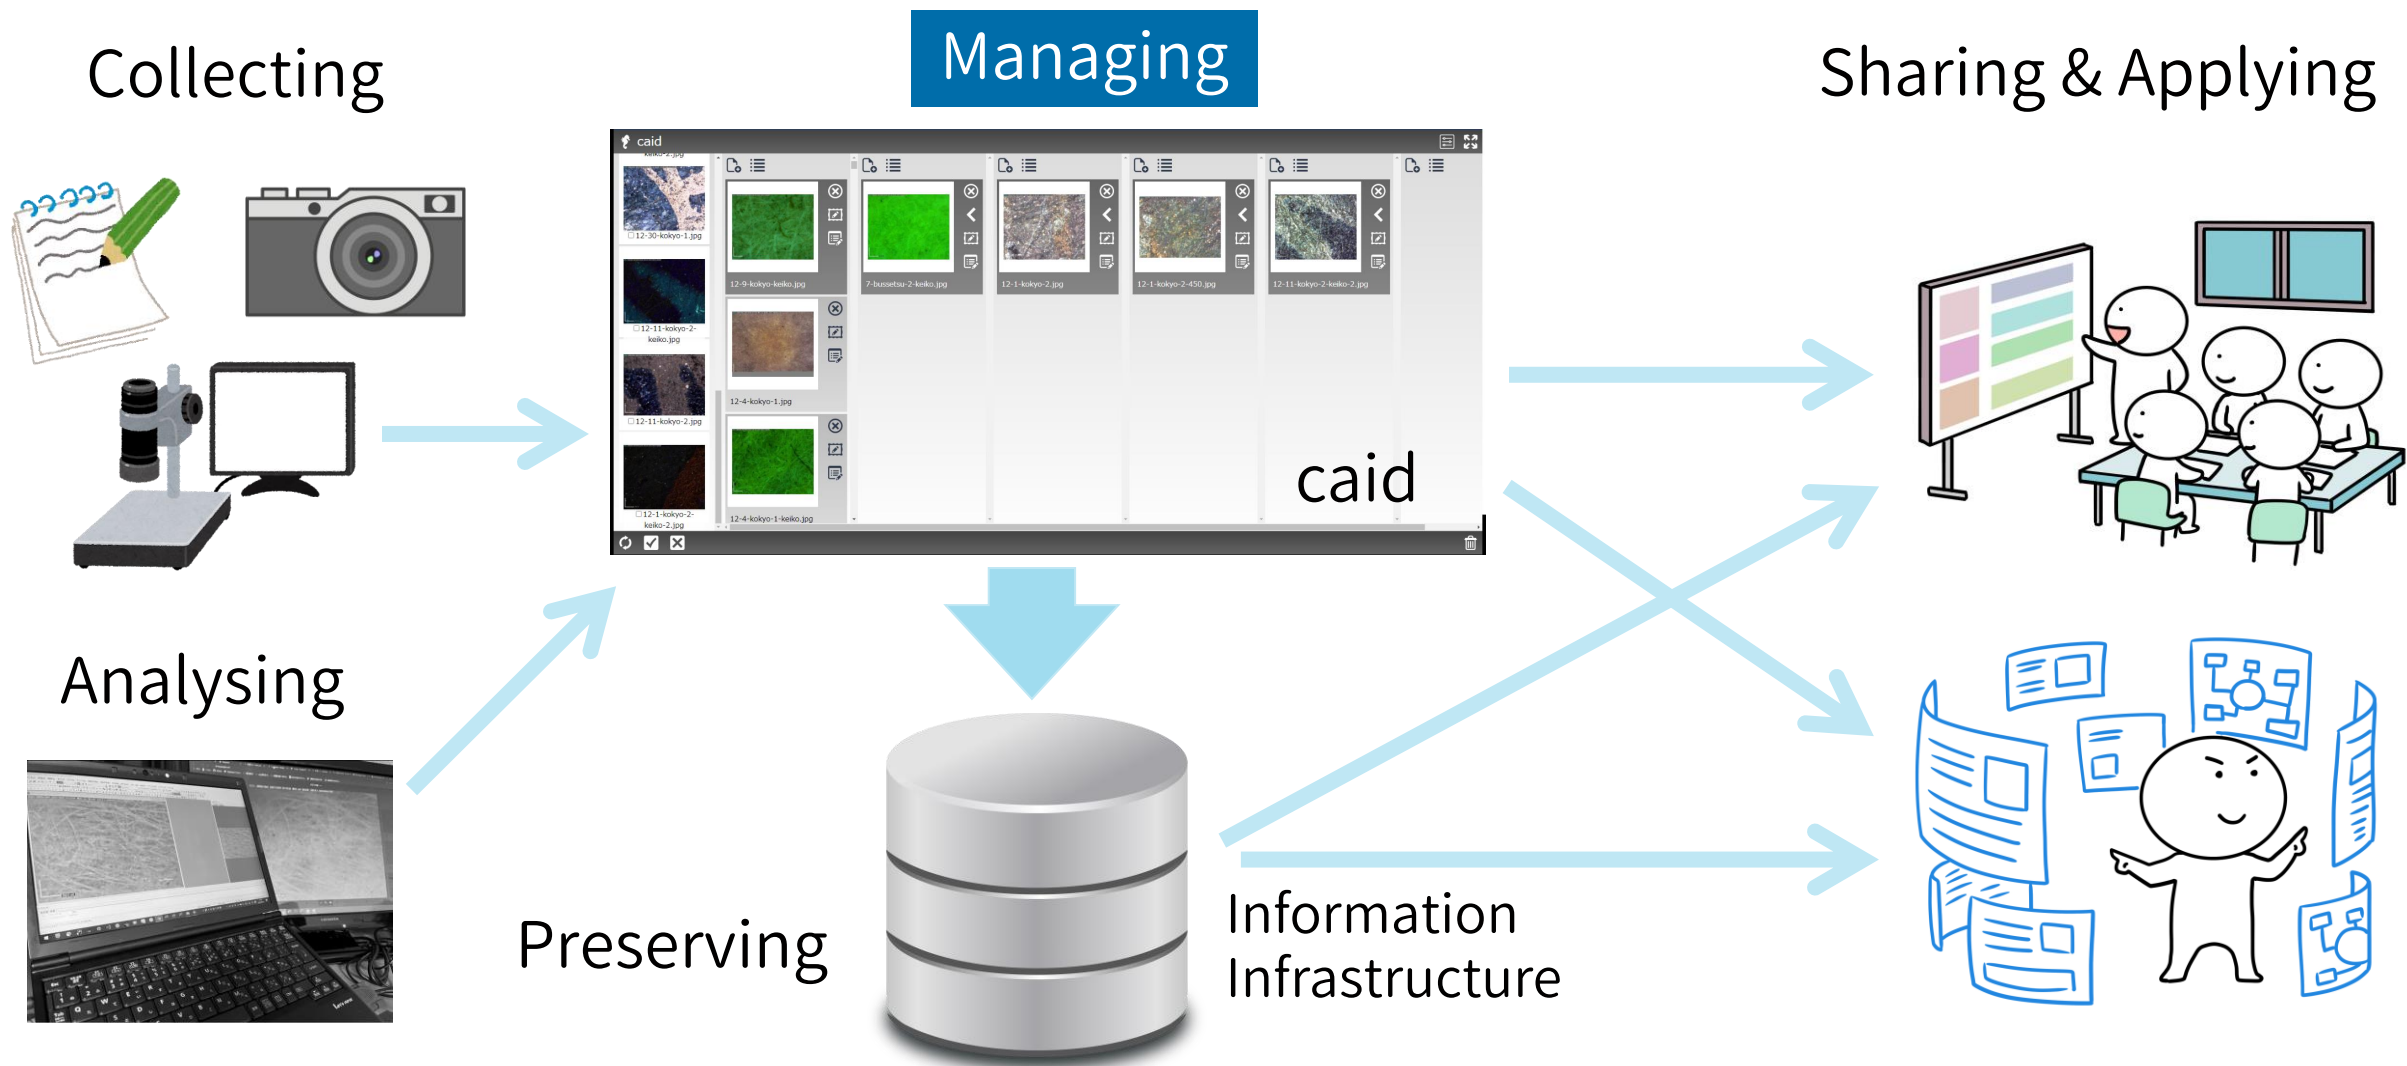 Collecting
Managing
Sharing & Applying
caid
keiko-2.jpg
12-30-kokyo-1.jpg
12-11-kokyo-2-
keiko.jpg
12-11-kokyo-2.jpg
12-1-kokyo-2-
keiko-2.jpg
12-9-kokyo-keiko.jpg
7-bussetsu-2-keiko.jpg
12-1-kokyo-2.jpg
12-1-kokyo-2-450.jpg
12-11-kokyo-2-keiko-2.jpg
12-4-kokyo-1.jpg
12-4-kokyo-1-keiko.jpg
caid
Analysing
Preserving
Information
Infrastructure